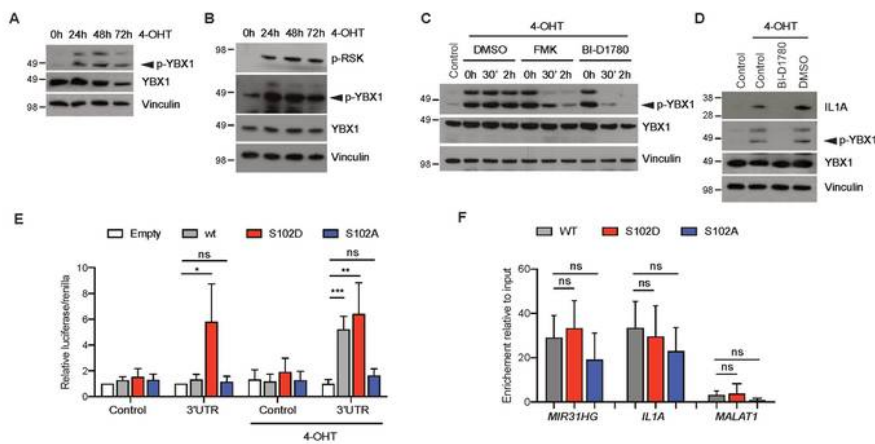 A
0h 24h 48h 72h 4-OHT
49
98
p-YBX1
YBX1
Vinculin
B
0h 24h 48h 72h 4-OHT
98
49
49
98
p-RSK
p-YBX1
YBX1
Vinculin
C
4-OHT
Control DMSO FMK BI-D1780
0h 30' 2h 0h 30' 2h 0h 30' 2h
49
49
98
p-YBX1
YBX1
Vinculin
D
4-OHT
Control Control BI-D1780 DMSO
38
28
49
49
98
IL1A
p-YBX1
YBX1
Vinculin
E
Empty wt S102D S102A
Relative luciferase/renilla
10
8
6
4
2
0
ns
*
ns
**
***
Control 3'UTR Control 3'UTR
4-OHT
F
WT S102D S102A
Enrichement relative to input
60
40
20
0
ns
ns
ns
ns
ns
ns
MIR31HG IL1A MALAT1